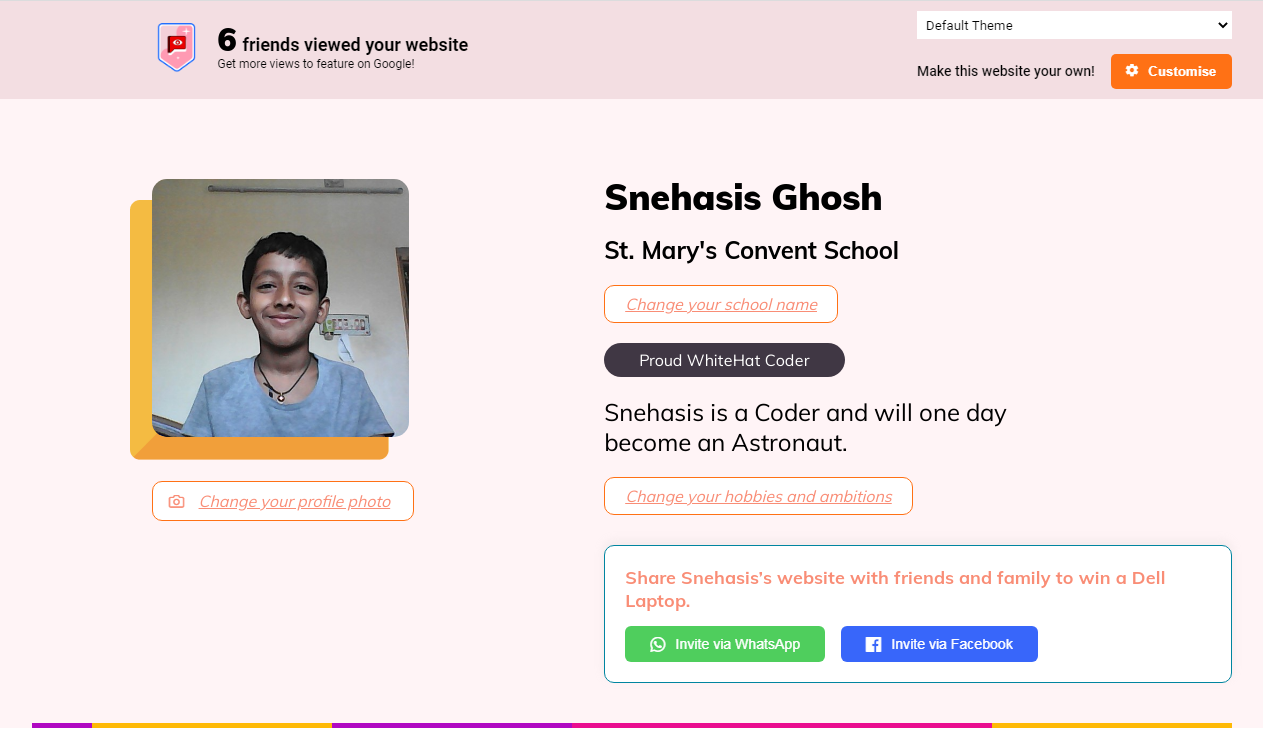 6 friends viewed your website
Get more views to feature on Google!
Default Theme
Make this website your own!
Customise
Snehasis Ghosh
St. Mary's Convent School
Change your school name
Proud WhiteHat Coder
Snehasis is a Coder and will one day
become an Astronaut.
Change your profile photo
Change your hobbies and ambitions
Share Snehasis's website with friends and family to win a Dell
Laptop.
Invite via WhatsApp
Invite via Facebook